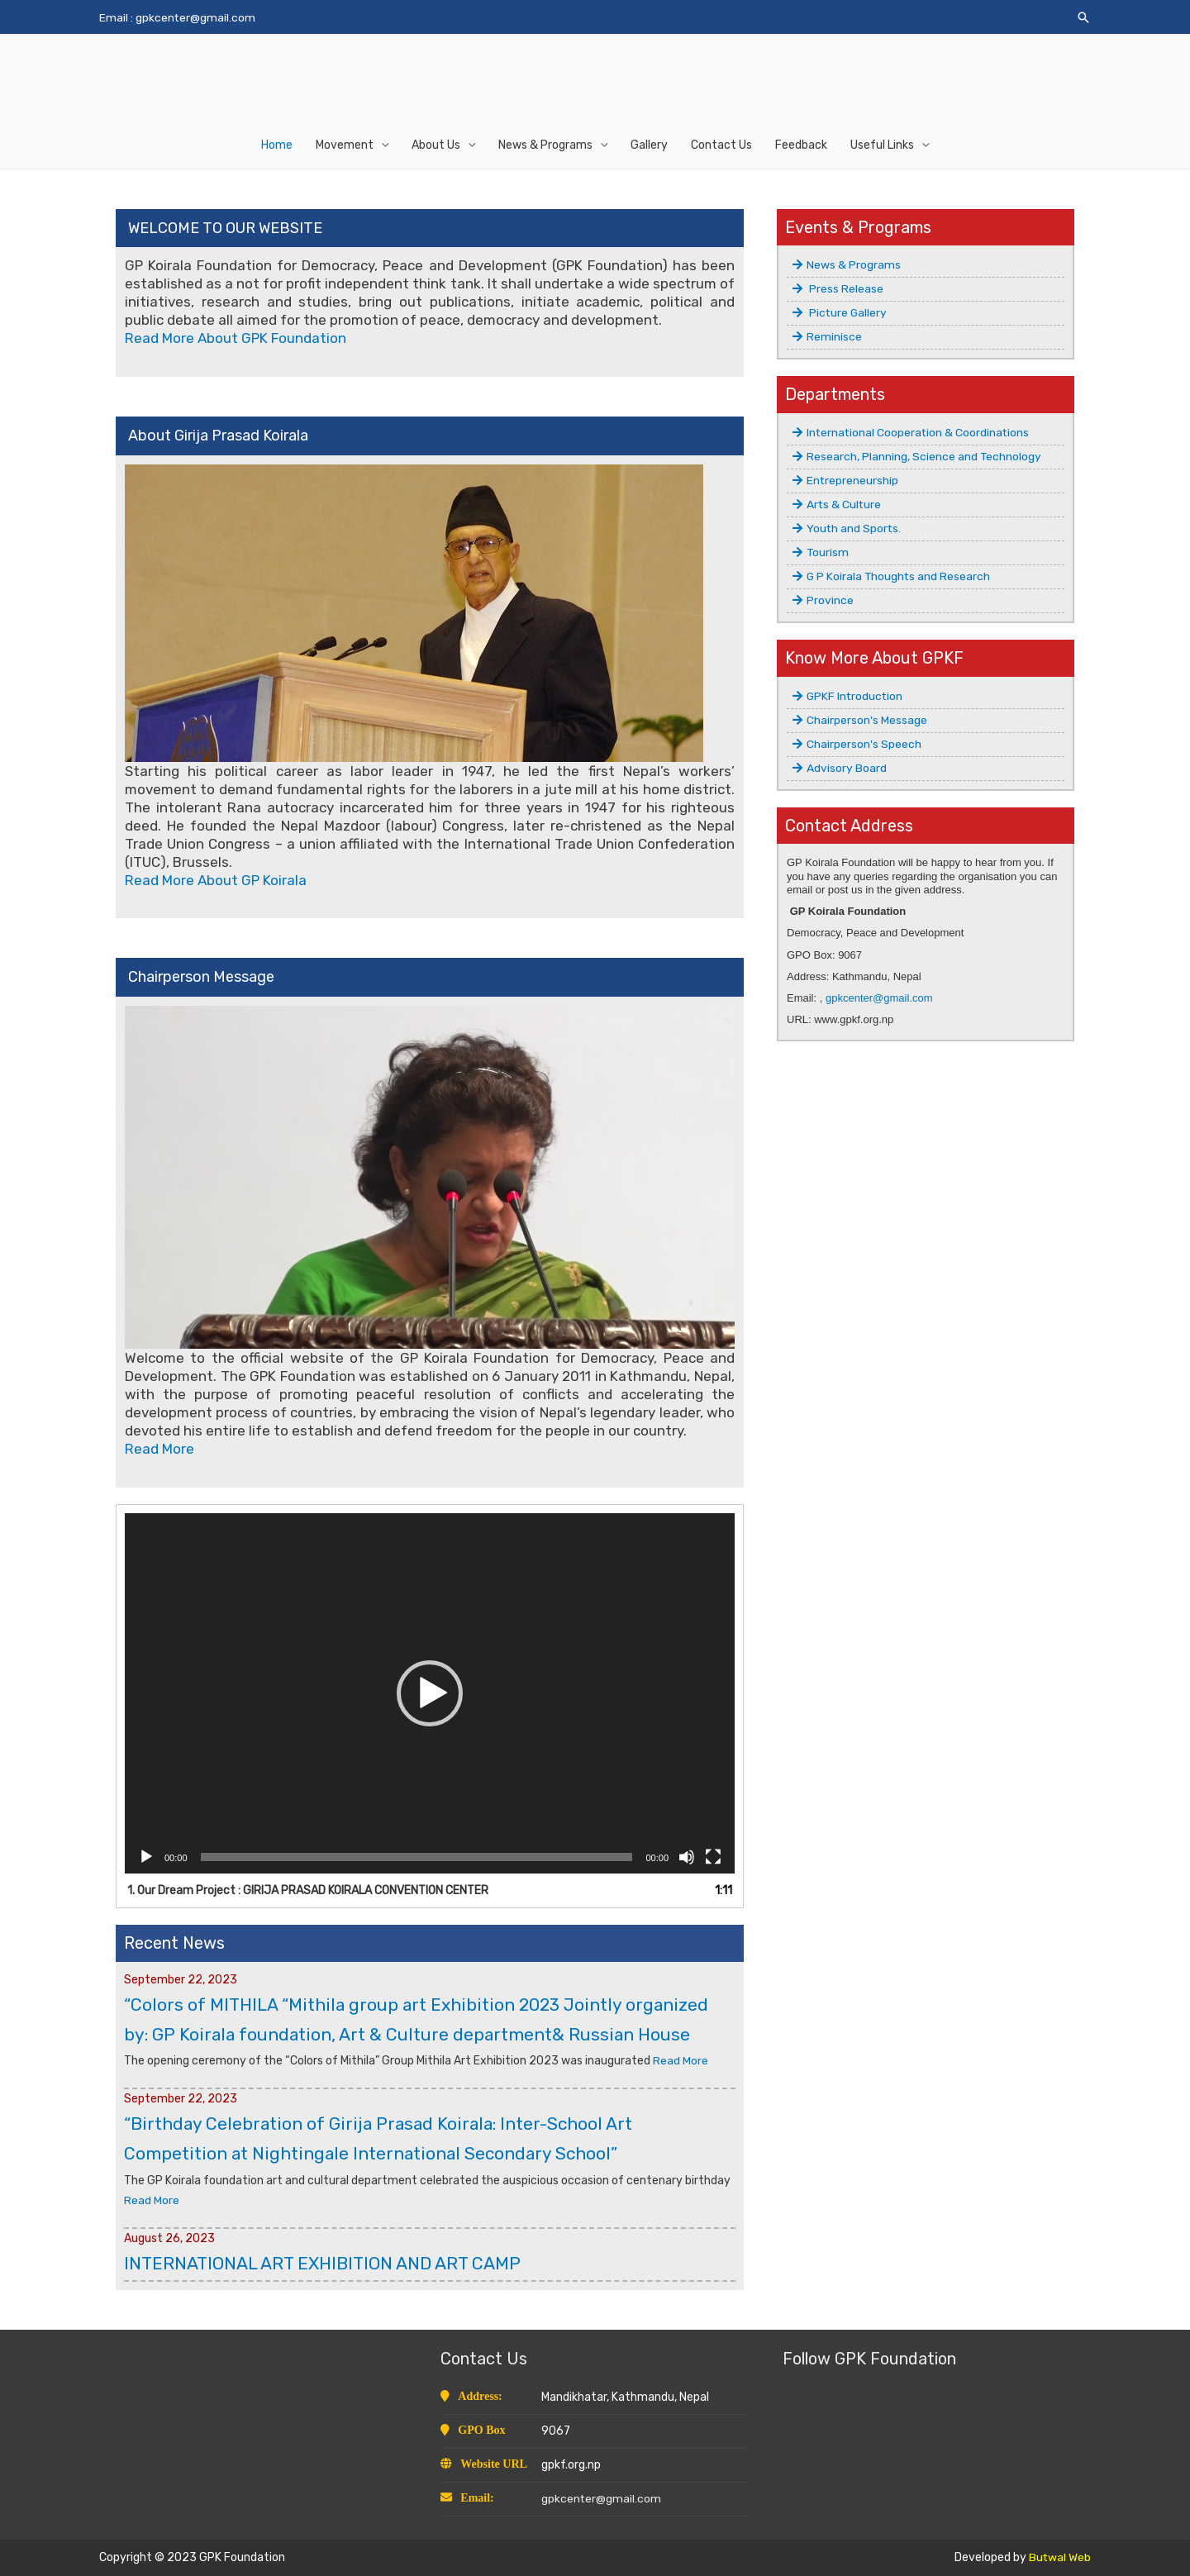 Email : gpkcenter@gmail.com
Home Movement About Us News & Programs Gallery Contact Us Feedback Useful Links
WELCOME TO OUR WEBSITE
GP Koirala Foundation for Democracy, Peace and Development (GPK Foundation) has been
established as a not for profit independent think tank. It shall undertake a wide spectrum of
initiatives, research and studies, bring out publications, initiate academic, political and
public debate all aimed for the promotion of peace, democracy and development.
Read More About GPK Foundation
About Girija Prasad Koirala
Starting his political career as labor leader in 1947, he led the first Nepal’s workers’
movement to demand fundamental rights for the laborers in a jute mill at his home district.
The intolerant Rana autocracy incarcerated him for three years in 1947 for his righteous
deed. He founded the Nepal Mazdoor (labour) Congress, later re-christened as the Nepal
Trade Union Congress – a union affiliated with the International Trade Union Confederation
(ITUC), Brussels.
Read More About GP Koirala
Chairperson Message
Welcome to the official website of the GP Koirala Foundation for Democracy, Peace and
Development. The GPK Foundation was established on 6 January 2011 in Kathmandu, Nepal,
with the purpose of promoting peaceful resolution of conflicts and accelerating the
development process of countries, by embracing the vision of Nepal’s legendary leader, who
devoted his entire life to establish and defend freedom for the people in our country.
Read More
00:00 00:00
1. Our Dream Project : GIRIJA PRASAD KOIRALA CONVENTION CENTER 1:11
Recent News
September 22, 2023
“Colors of MITHILA “Mithila group art Exhibition 2023 Jointly organized
by: GP Koirala foundation, Art & Culture department& Russian House
The opening ceremony of the “Colors of Mithila” Group Mithila Art Exhibition 2023 was inaugurated Read More
September 22, 2023
“Birthday Celebration of Girija Prasad Koirala: Inter-School Art
Competition at Nightingale International Secondary School”
The GP Koirala foundation art and cultural department celebrated the auspicious occasion of centenary birthday
Read More
August 26, 2023
INTERNATIONAL ART EXHIBITION AND ART CAMP
Events & Programs
News & Programs
Press Release
Picture Gallery
Reminisce
Departments
International Cooperation & Coordinations
Research, Planning, Science and Technology
Entrepreneurship
Arts & Culture
Youth and Sports.
Tourism
G P Koirala Thoughts and Research
Province
Know More About GPKF
GPKF Introduction
Chairperson's Message
Chairperson's Speech
Advisory Board
Contact Address
GP Koirala Foundation will be happy to hear from you. If
you have any queries regarding the organisation you can
email or post us in the given address.
GP Koirala Foundation
Democracy, Peace and Development
GPO Box: 9067
Address: Kathmandu, Nepal
Email: , gpkcenter@gmail.com
URL: www.gpkf.org.np
Contact Us
Address: Mandikhatar, Kathmandu, Nepal
GPO Box 9067
Website URL gpkf.org.np
Email: gpkcenter@gmail.com
Follow GPK Foundation
Copyright © 2023 GPK Foundation
Developed by Butwal Web